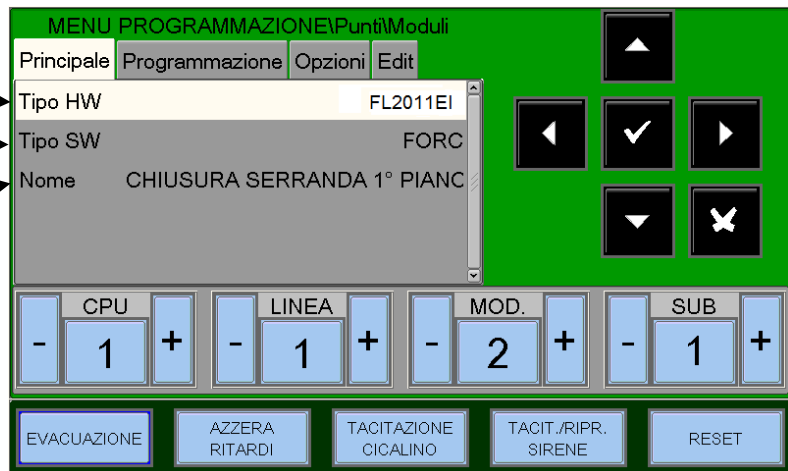 MENU PROGRAMMAZIONE\Punti\Moduli
Principale Programmazione Opzioni Edit
Tipo HW FL2011EI
Tipo SW FORC
Nome CHIUSURA SERRANDA 1° PIANO
CPU LINEA MOD. SUB
- 1 + - 1 + - 2 + - 1 +
EVACUAZIONE AZZERA RITARDI TACITAZIONE CICALINO TACIT./RIPR. SIRENE RESET